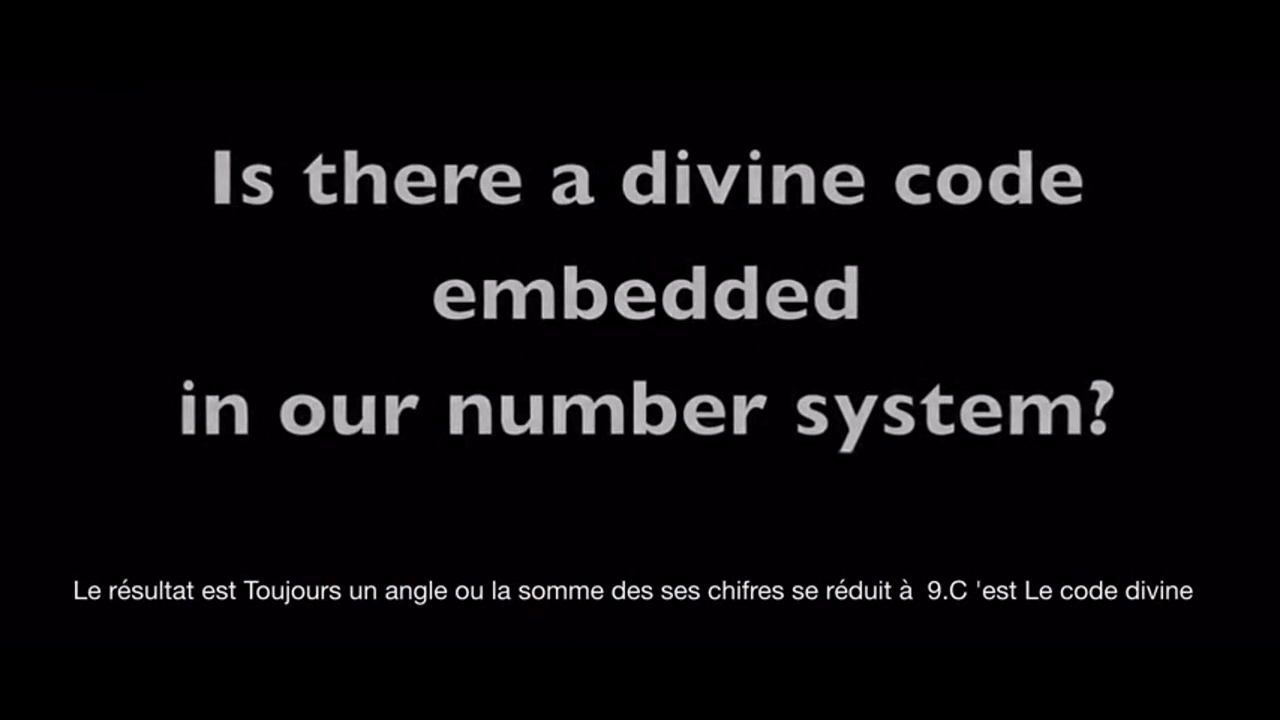 Is there a divine code
embedded
in our number system?
Le résultat est Toujours un angle ou la somme des ses chifres se réduit à  9.C 'est Le code divine